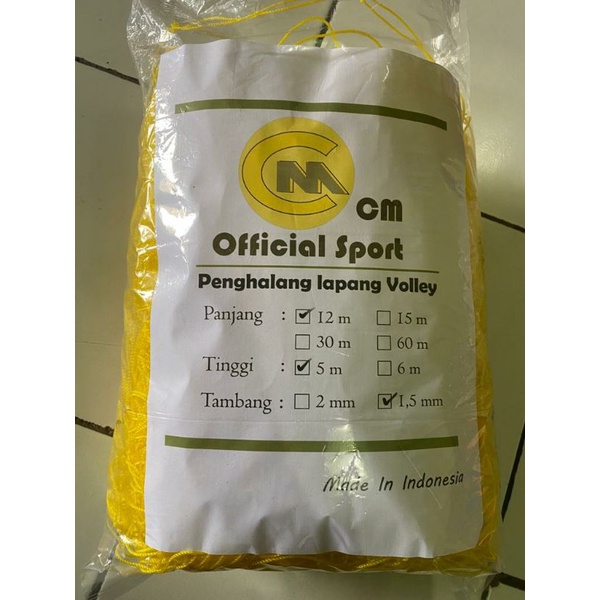 CM
CM
Official Sport
Penghalang lapang Volley
Panjang : ☑ 12 m ☐ 15 m
☐ 30 m ☐ 60 m
Tinggi : ☑ 5 m ☐ 6 m
Tambang : ☐ 2 mm ☑ 1,5 mm
Made In Indonesia